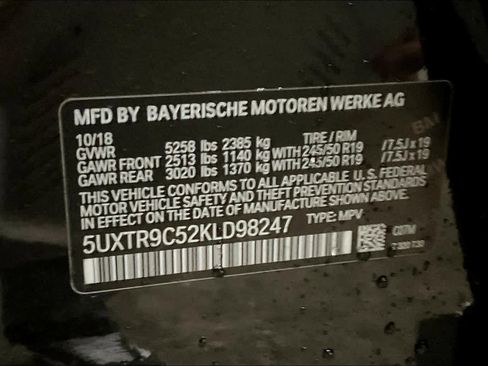 MFD BY BAYERISCHE MOTOREN WERKE AG
10/18 TIRE / RIM
GVWR 5258 lbs 2385 kg
GAWR FRONT 2513 lbs 1140 kg WITH 245/50 R19 / 7.5J x 19
GAWR REAR 3020 lbs 1370 kg WITH 245/50 R19 / 7.5J x 19
THIS VEHICLE CONFORMS TO ALL APPLICABLE U. S. FEDERAL
MOTOR VEHICLE SAFETY AND THEFT PREVENTION STANDARDS
IN EFFECT ON THE DATE OF MANUFACTURE SHOWN ABOVE.
5UXTR9C52KLD98247 TYPE: MPV